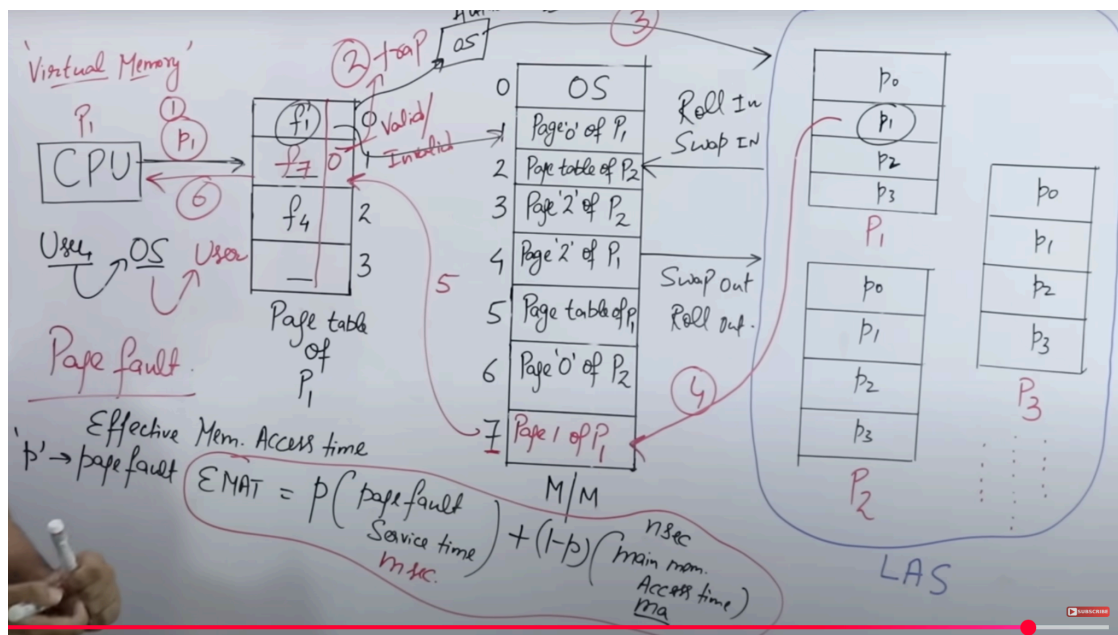 'Virtual Memory'
P1
①
p1
CPU
⑥
User OS User
Page fault
② trap
OS
③
f1 0
Valid/
Invalid
f7 0 1
f4 2
— 3
Page table
of
P1
5
0 OS
1 Page '0' of P1
2 Page table of P2
3 Page '2' of P2
4 Page '2' of P1
5 Page table of P1
6 Page '0' of P2
7 Page 1 of P1
M/M
Roll In
Swap IN
Swap out
Roll out.
④
p0
p1
p2
p3
P1
p0
p1
p2
p3
P2
p0
p1
p2
p3
P3
LAS
Effective Mem. Access time
'p' → page fault
EMAT = p (page fault Service time) + (1-p) (main mem. Access time)
msec.
nsec
ma
SUBSCRIBE